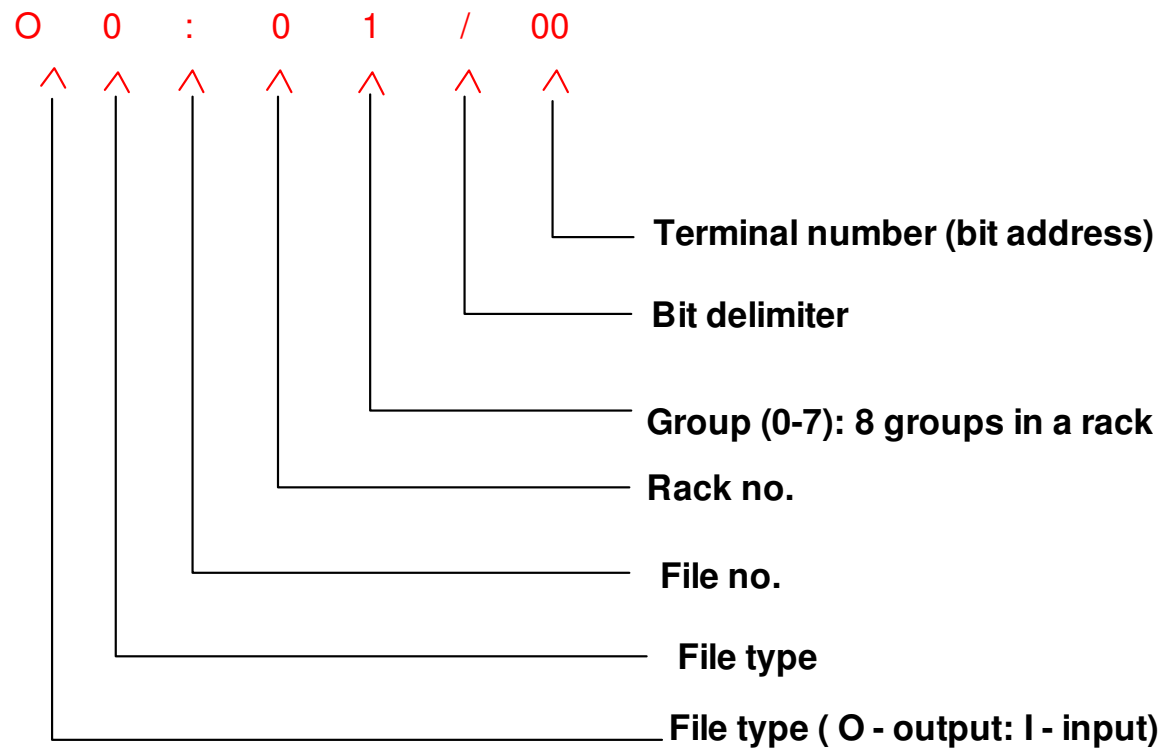 O 0 : 0 1 / 00
Terminal number (bit address)
Bit delimiter
Group (0-7): 8 groups in a rack
Rack no.
File no.
File type
File type ( O - output: I - input)